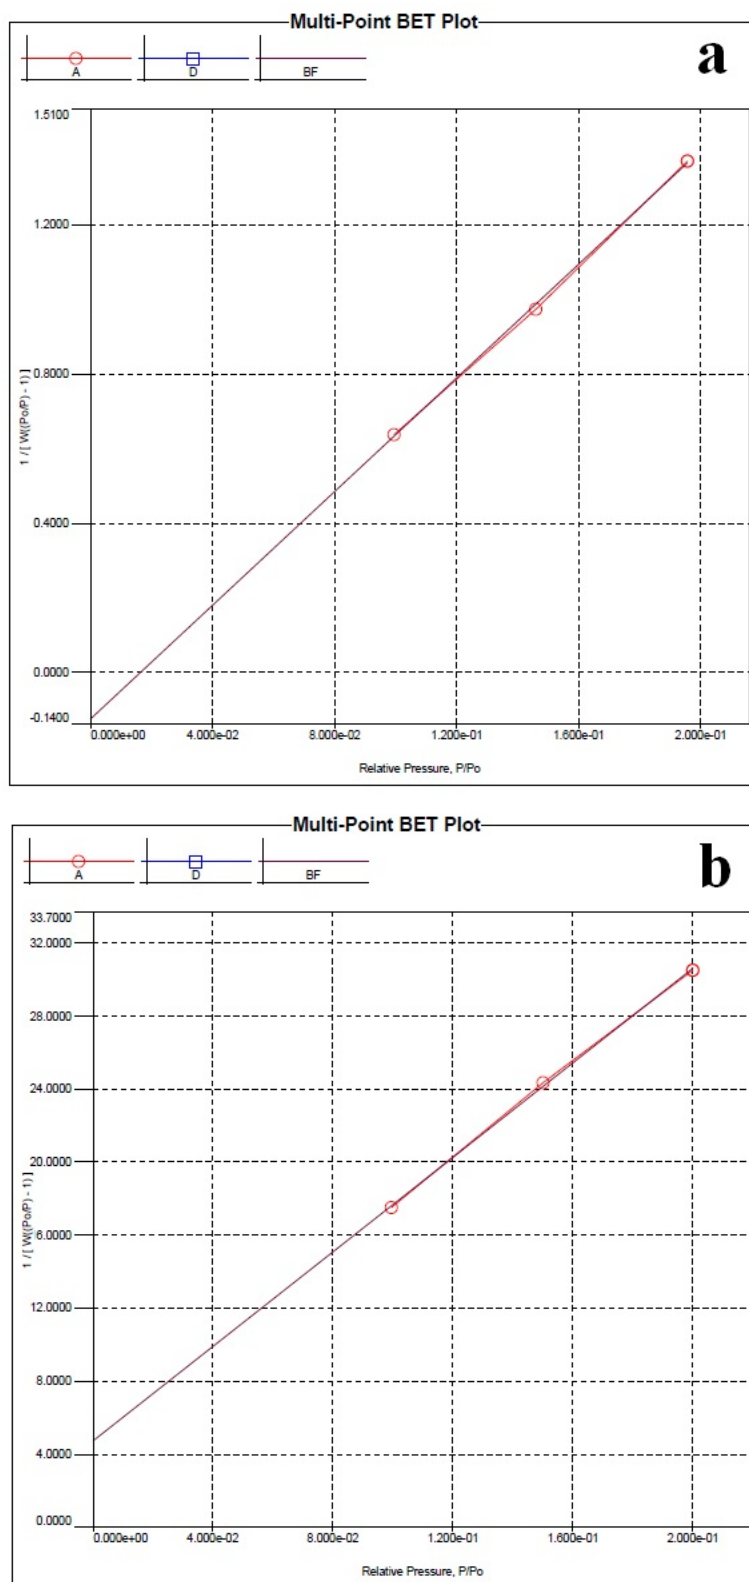 Multi-Point BET Plot
a
A D BF
1.5100
1.2000
0.8000
0.4000
0.0000
-0.1400
1 / [ W((Po/P) - 1) ]
0.000e+00 4.000e-02 8.000e-02 1.200e-01 1.600e-01 2.000e-01
Relative Pressure, P/Po
Multi-Point BET Plot
b
A D BF
33.7000
32.0000
28.0000
24.0000
20.0000
6.0000
12.0000
8.0000
4.0000
0.0000
1 / [ W((Po/P) - 1) ]
0.000e+00 4.000e-02 8.000e-02 1.200e-01 1.600e-01 2.000e-01
Relative Pressure, P/Po